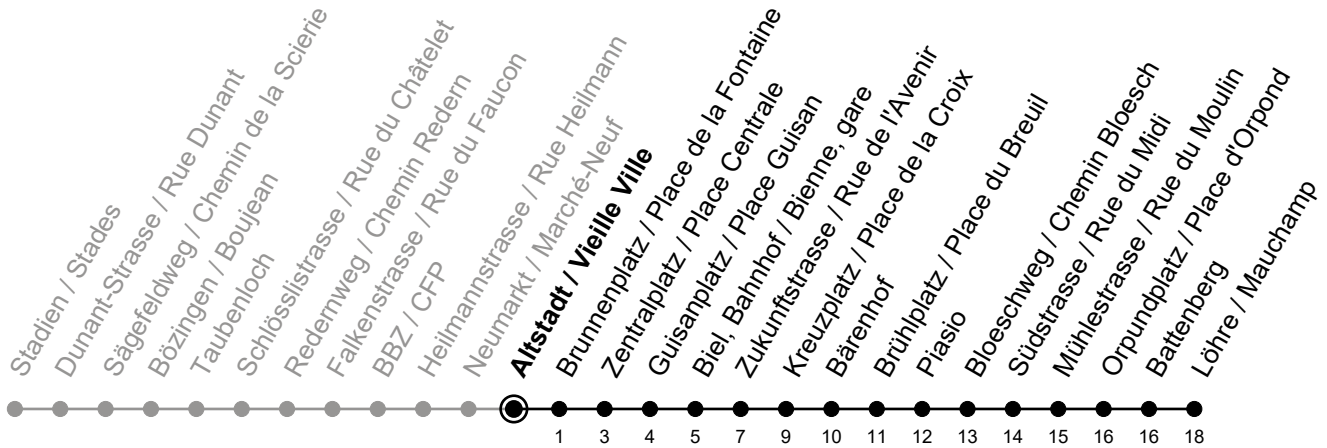 Stadien / Stades
Dunant-Strasse / Rue Dunant
Sägefeldweg / Chemin de la Scierie
Bözingen / Boujean
Taubenloch
Schlösslistrasse / Rue du Châtelet
Redernweg / Chemin Redern
Falkenstrasse / Rue du Faucon
BBZ / CFP
Heilmannstrasse / Rue Heilmann
Neumarkt / Marché-Neuf
Altstadt / Vieille Ville
Brunnenplatz / Place de la Fontaine
Zentralplatz / Place Centrale
Guisanplatz / Place Guisan
Biel, Bahnhof / Bienne, gare
Zukunftstrasse / Rue de l'Avenir
Kreuzplatz / Place de la Croix
Bärenhof
Brühlplatz / Place du Breuil
Piasio
Bloeschweg / Chemin Bloesch
Südstrasse / Rue du Midi
Mühlestrasse / Rue du Moulin
Orpundplatz / Place d'Orpond
Battenberg
Löhre / Mauchamp
1 3 4 5 7 9 10 11 12 13 14 15 16 16 18